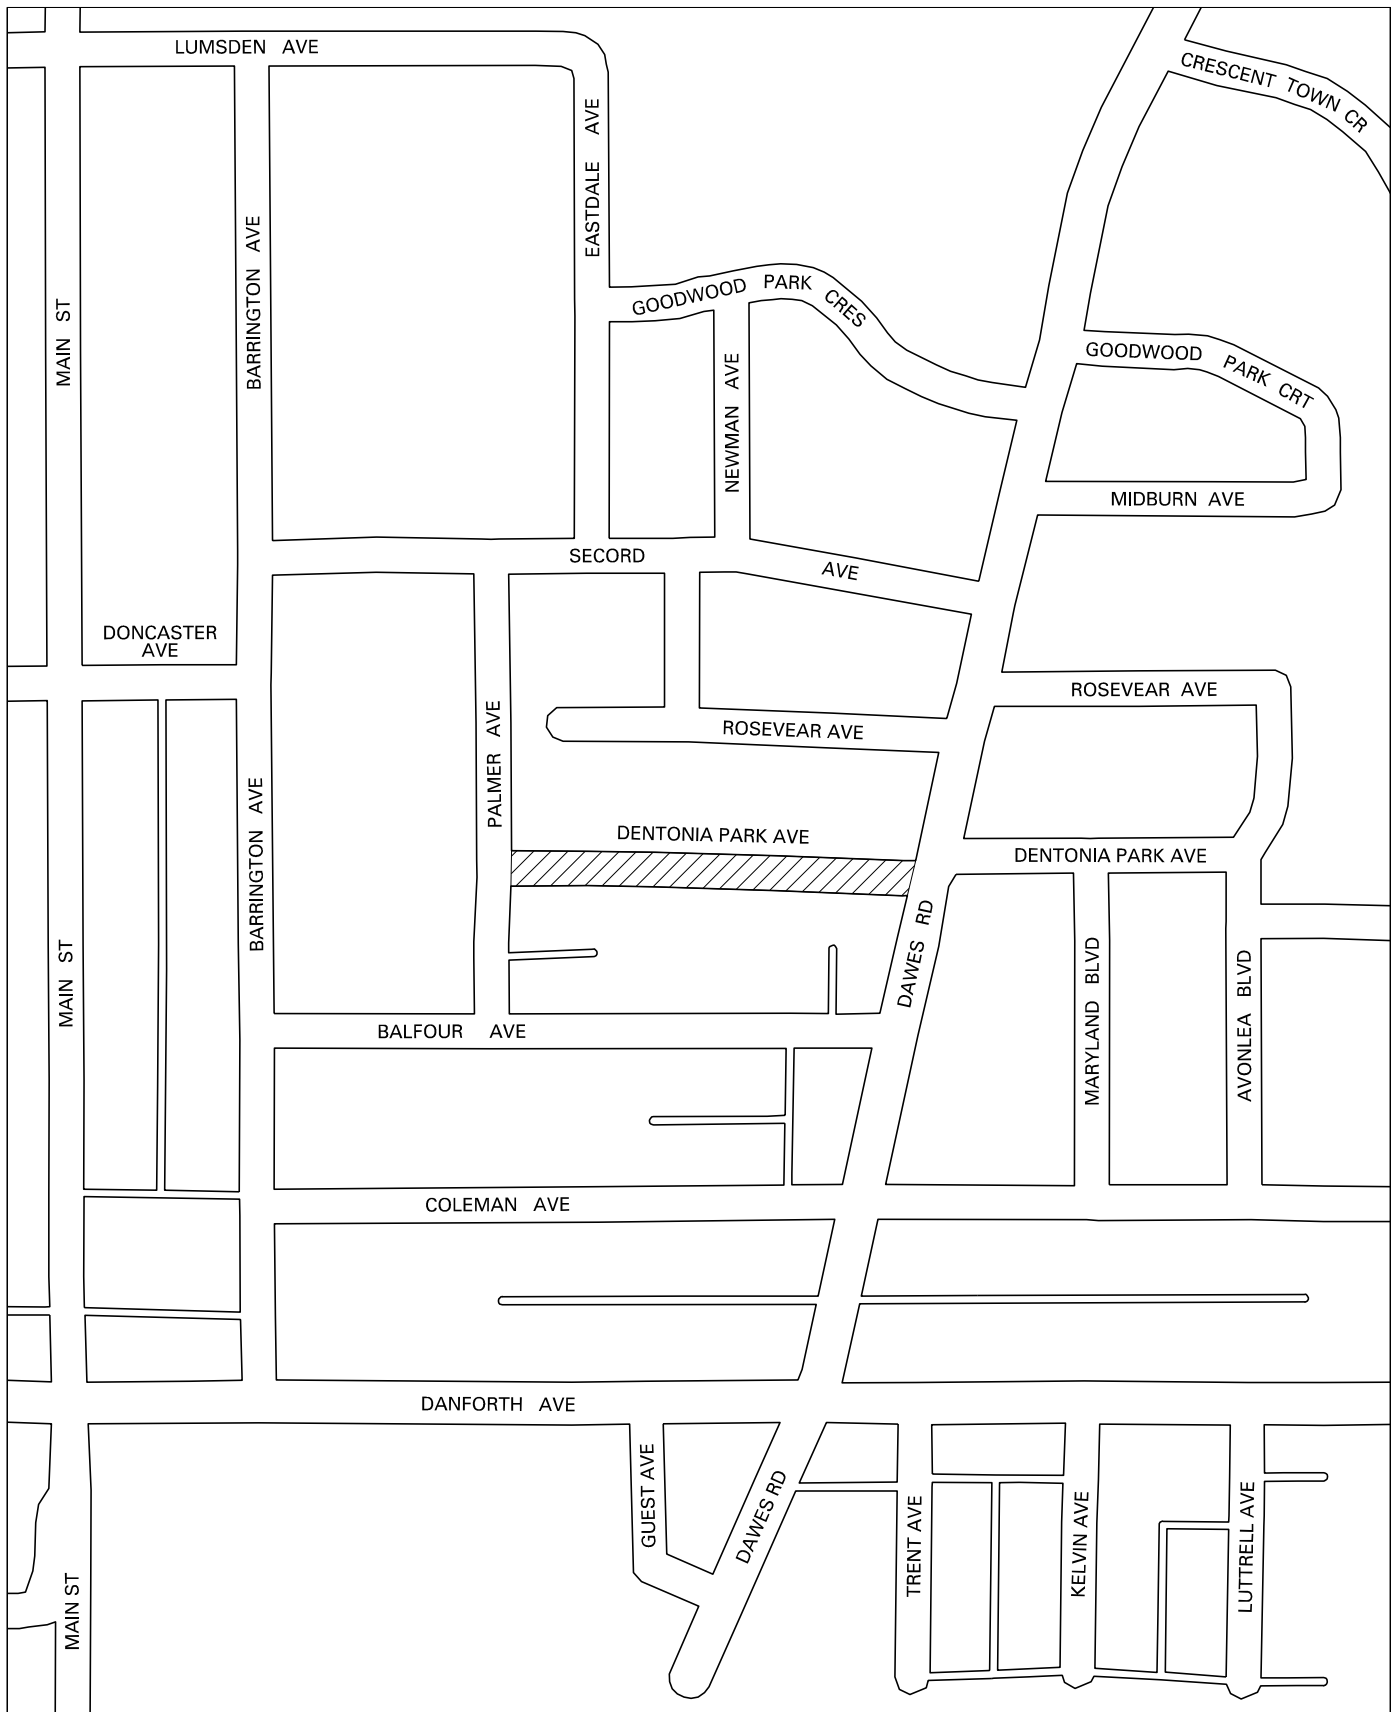 LUMSDEN AVE
CRESCENT TOWN CR
EASTDALE AVE
BARRINGTON AVE
MAIN ST
GOODWOOD PARK CRES
NEWMAN AVE
GOODWOOD PARK CRT
MIDBURN AVE
SECORD AVE
DONCASTER
AVE
ROSEVEAR AVE
ROSEVEAR AVE
PALMER AVE
BARRINGTON AVE
DENTONIA PARK AVE
DENTONIA PARK AVE
DAWES RD
MAIN ST
MARYLAND BLVD
AVONLEA BLVD
BALFOUR AVE
COLEMAN AVE
DANFORTH AVE
GUEST AVE
DAWES RD
TRENT AVE
KELVIN AVE
LUTTRELL AVE
MAIN ST